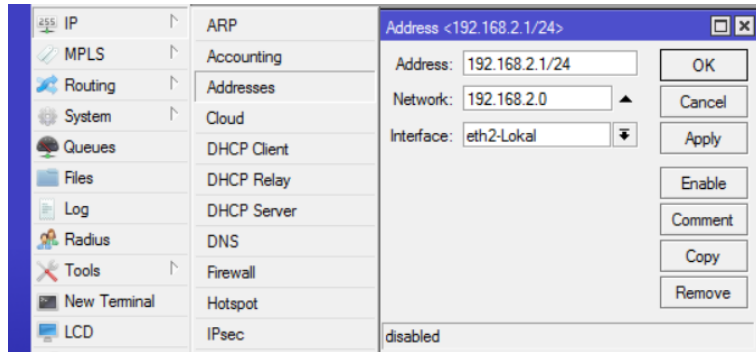 255 IP
MPLS
Routing
System
Queues
Files
Log
Radius
Tools
New Terminal
LCD
ARP
Accounting
Addresses
Cloud
DHCP Client
DHCP Relay
DHCP Server
DNS
Firewall
Hotspot
IPsec
Address <192.168.2.1/24>
Address: 192.168.2.1/24
Network: 192.168.2.0
Interface: eth2-Lokal
OK
Cancel
Apply
Enable
Comment
Copy
Remove
disabled